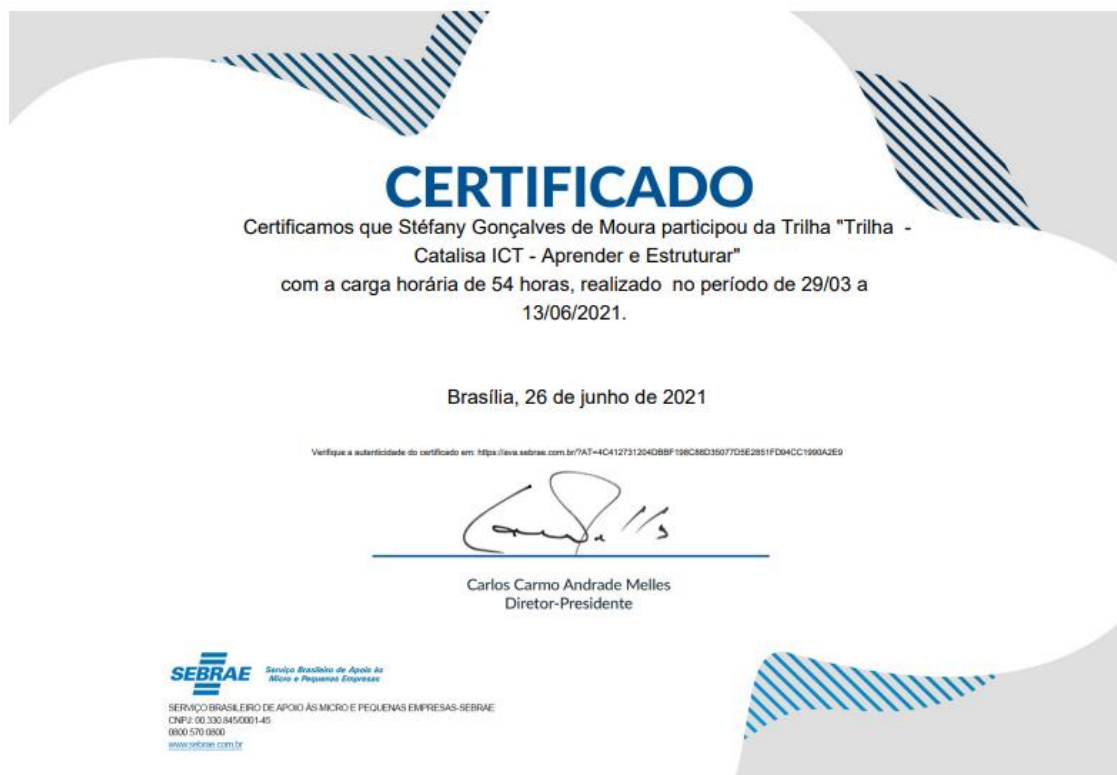 CERTIFICADO
Certificamos que Stéfany Gonçalves de Moura participou da Trilha "Trilha -
Catalisa ICT - Aprender e Estruturar"
com a carga horária de 54 horas, realizado no período de 29/03 a
13/06/2021.
Brasília, 26 de junho de 2021
Verifique a autenticidade do certificado em: https://ava.sebrae.com.br/?AT=4C412731204DBBF198C88D35077D5E2851FD94CC1990A2E9
Carlos Carmo Andrade Melles
Diretor-Presidente
SEBRAE
Serviço Brasileiro de Apoio às
Micro e Pequenas Empresas
SERVIÇO BRASILEIRO DE APOIO ÀS MICRO E PEQUENAS EMPRESAS-SEBRAE
CNPJ: 00.330.845/0001-45
0800 570 0800
www.sebrae.com.br